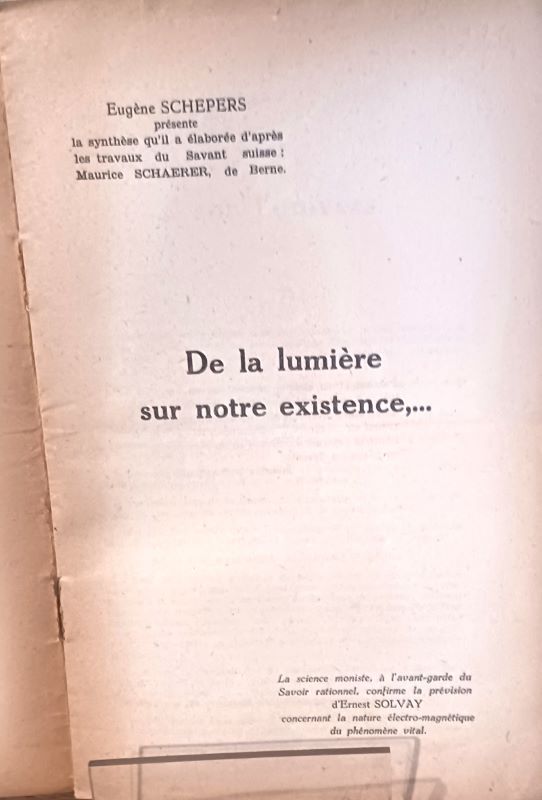 Eugène SCHEPERS
présente
la synthèse qu'il a élaborée d'après
les travaux du Savant suisse :
Maurice SCHAERER, de Berne.
De la lumière
sur notre existence,...
La science moniste, à l'avant-garde du
Savoir rationnel, confirme la prévision
d'Ernest SOLVAY
concernant la nature électro-magnétique
du phénomène vital.